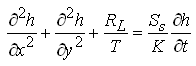 ∂²h/∂x² + ∂²h/∂y² + R_L/T = S_s/K ∂h/∂t